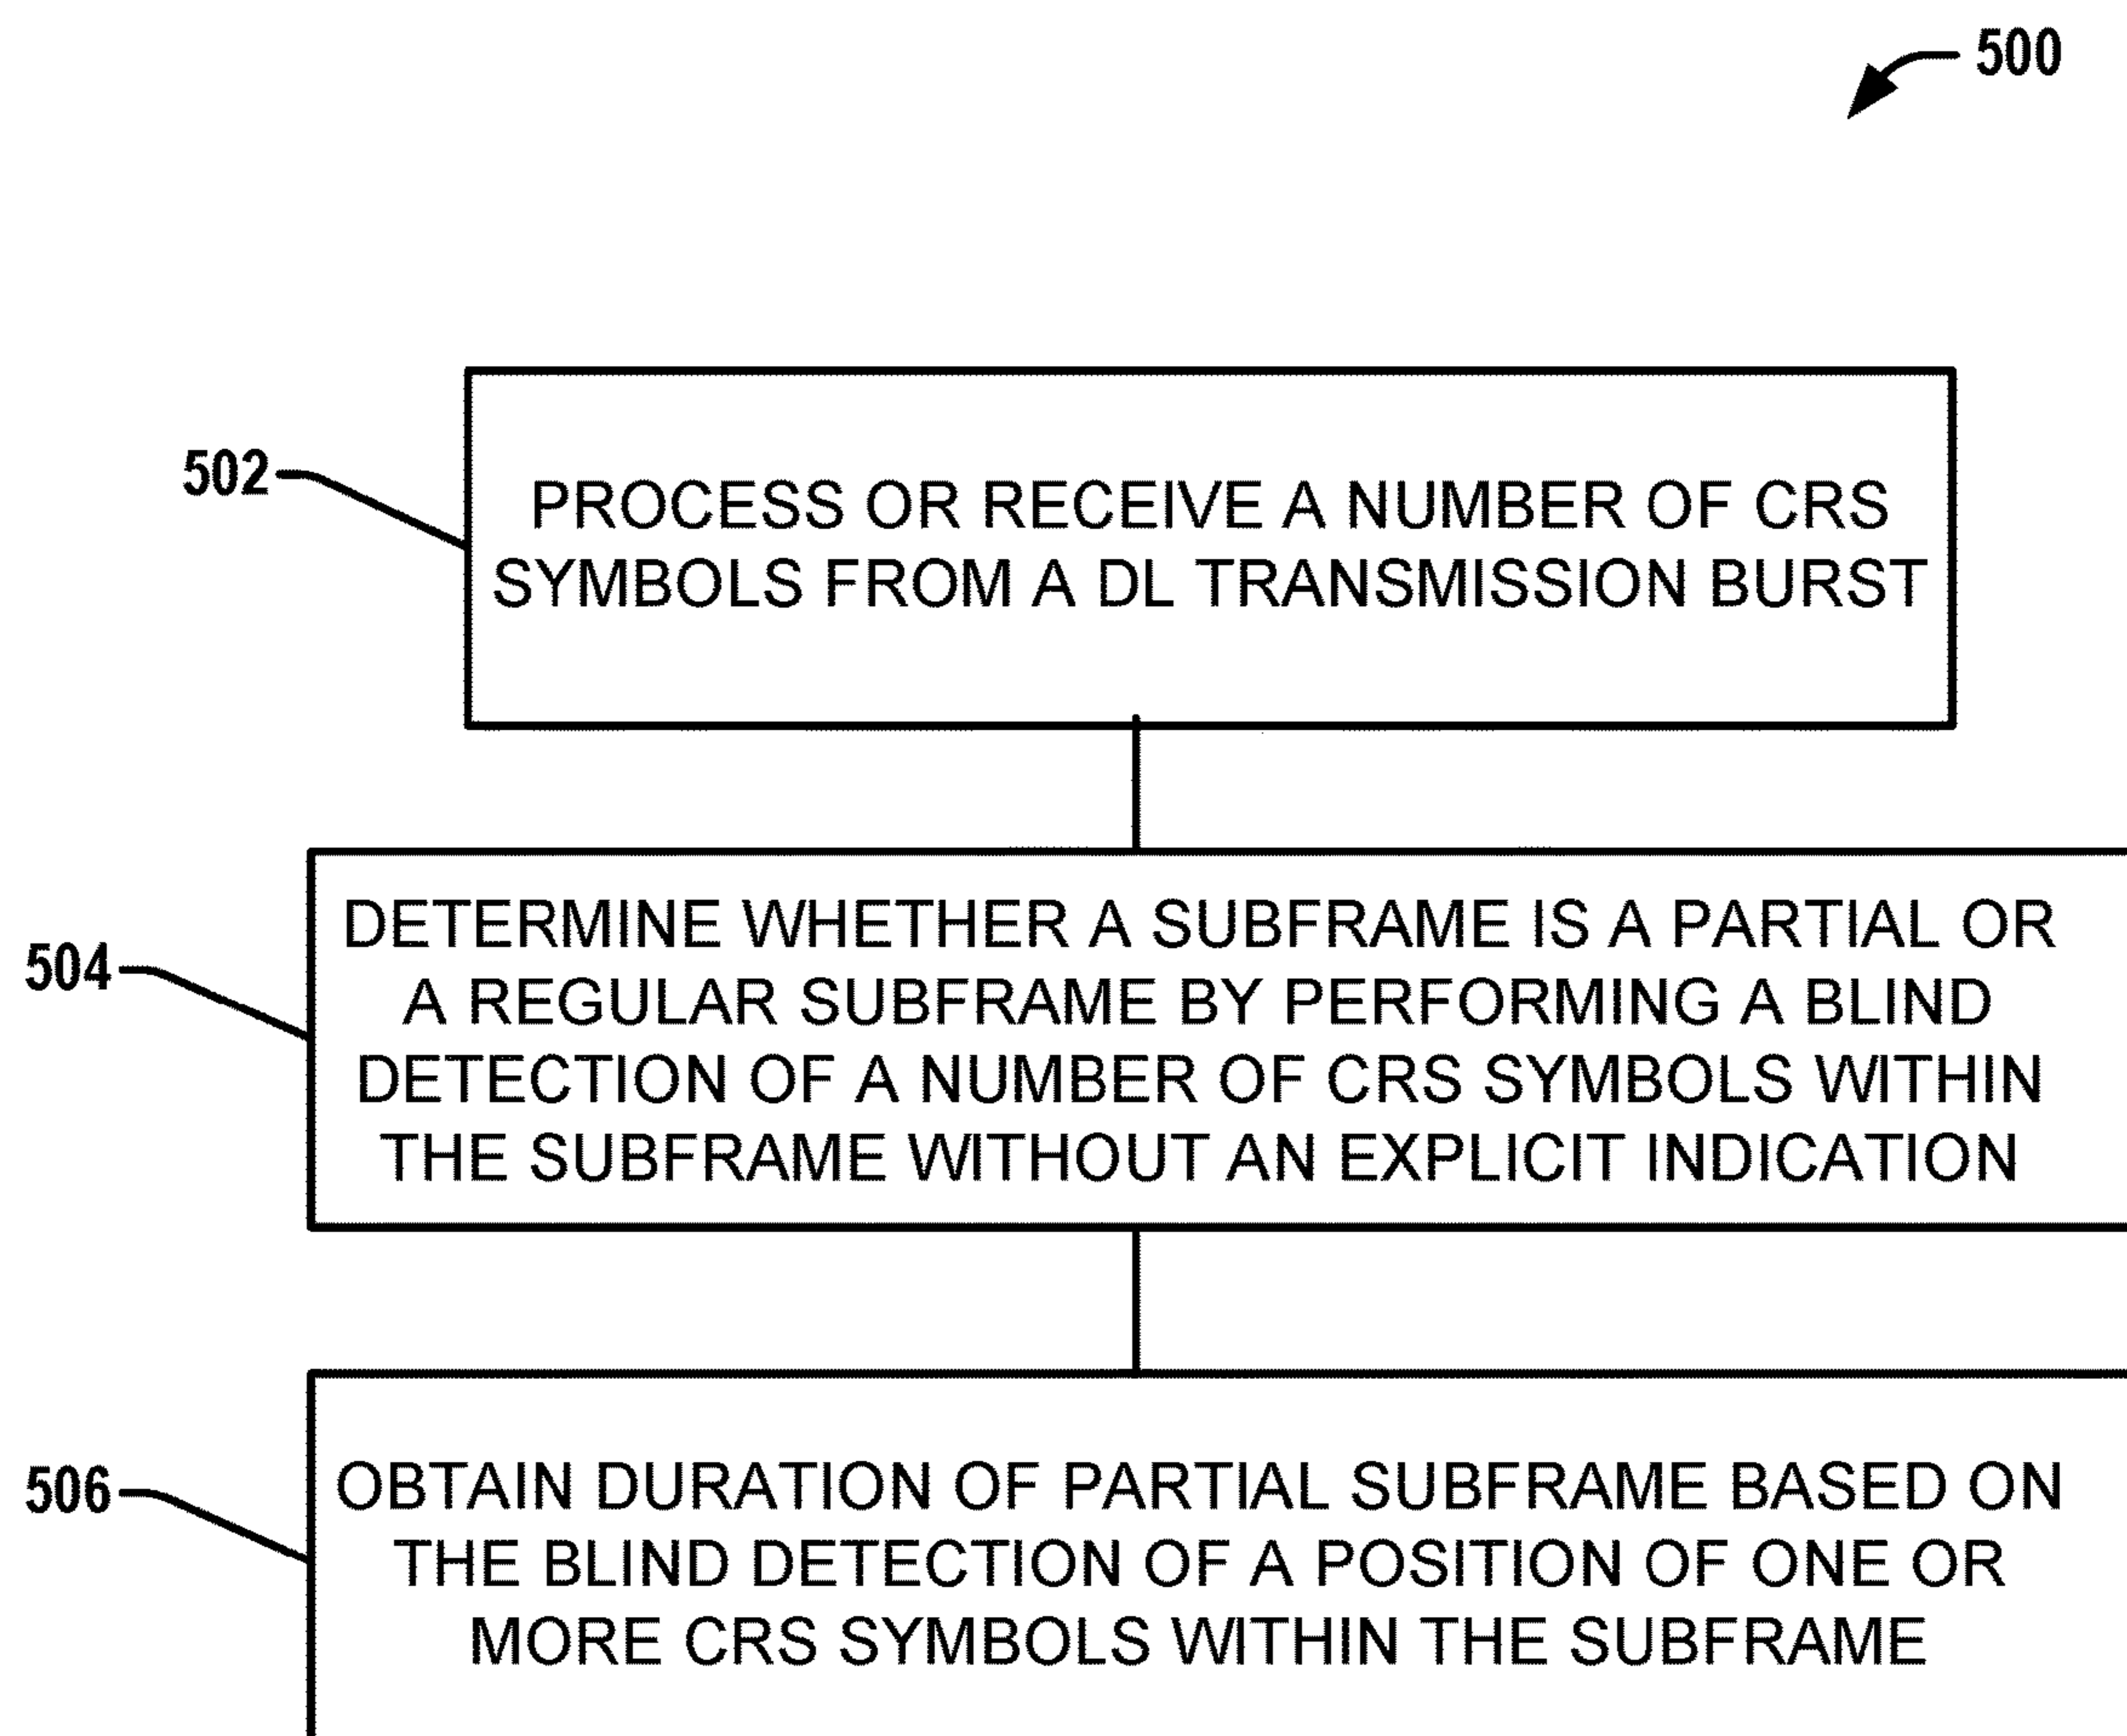 500
502
PROCESS OR RECEIVE A NUMBER OF CRS
SYMBOLS FROM A DL TRANSMISSION BURST
504
DETERMINE WHETHER A SUBFRAME IS A PARTIAL OR
A REGULAR SUBFRAME BY PERFORMING A BLIND
DETECTION OF A NUMBER OF CRS SYMBOLS WITHIN
THE SUBFRAME WITHOUT AN EXPLICIT INDICATION
506
OBTAIN DURATION OF PARTIAL SUBFRAME BASED ON
THE BLIND DETECTION OF A POSITION OF ONE OR
MORE CRS SYMBOLS WITHIN THE SUBFRAME